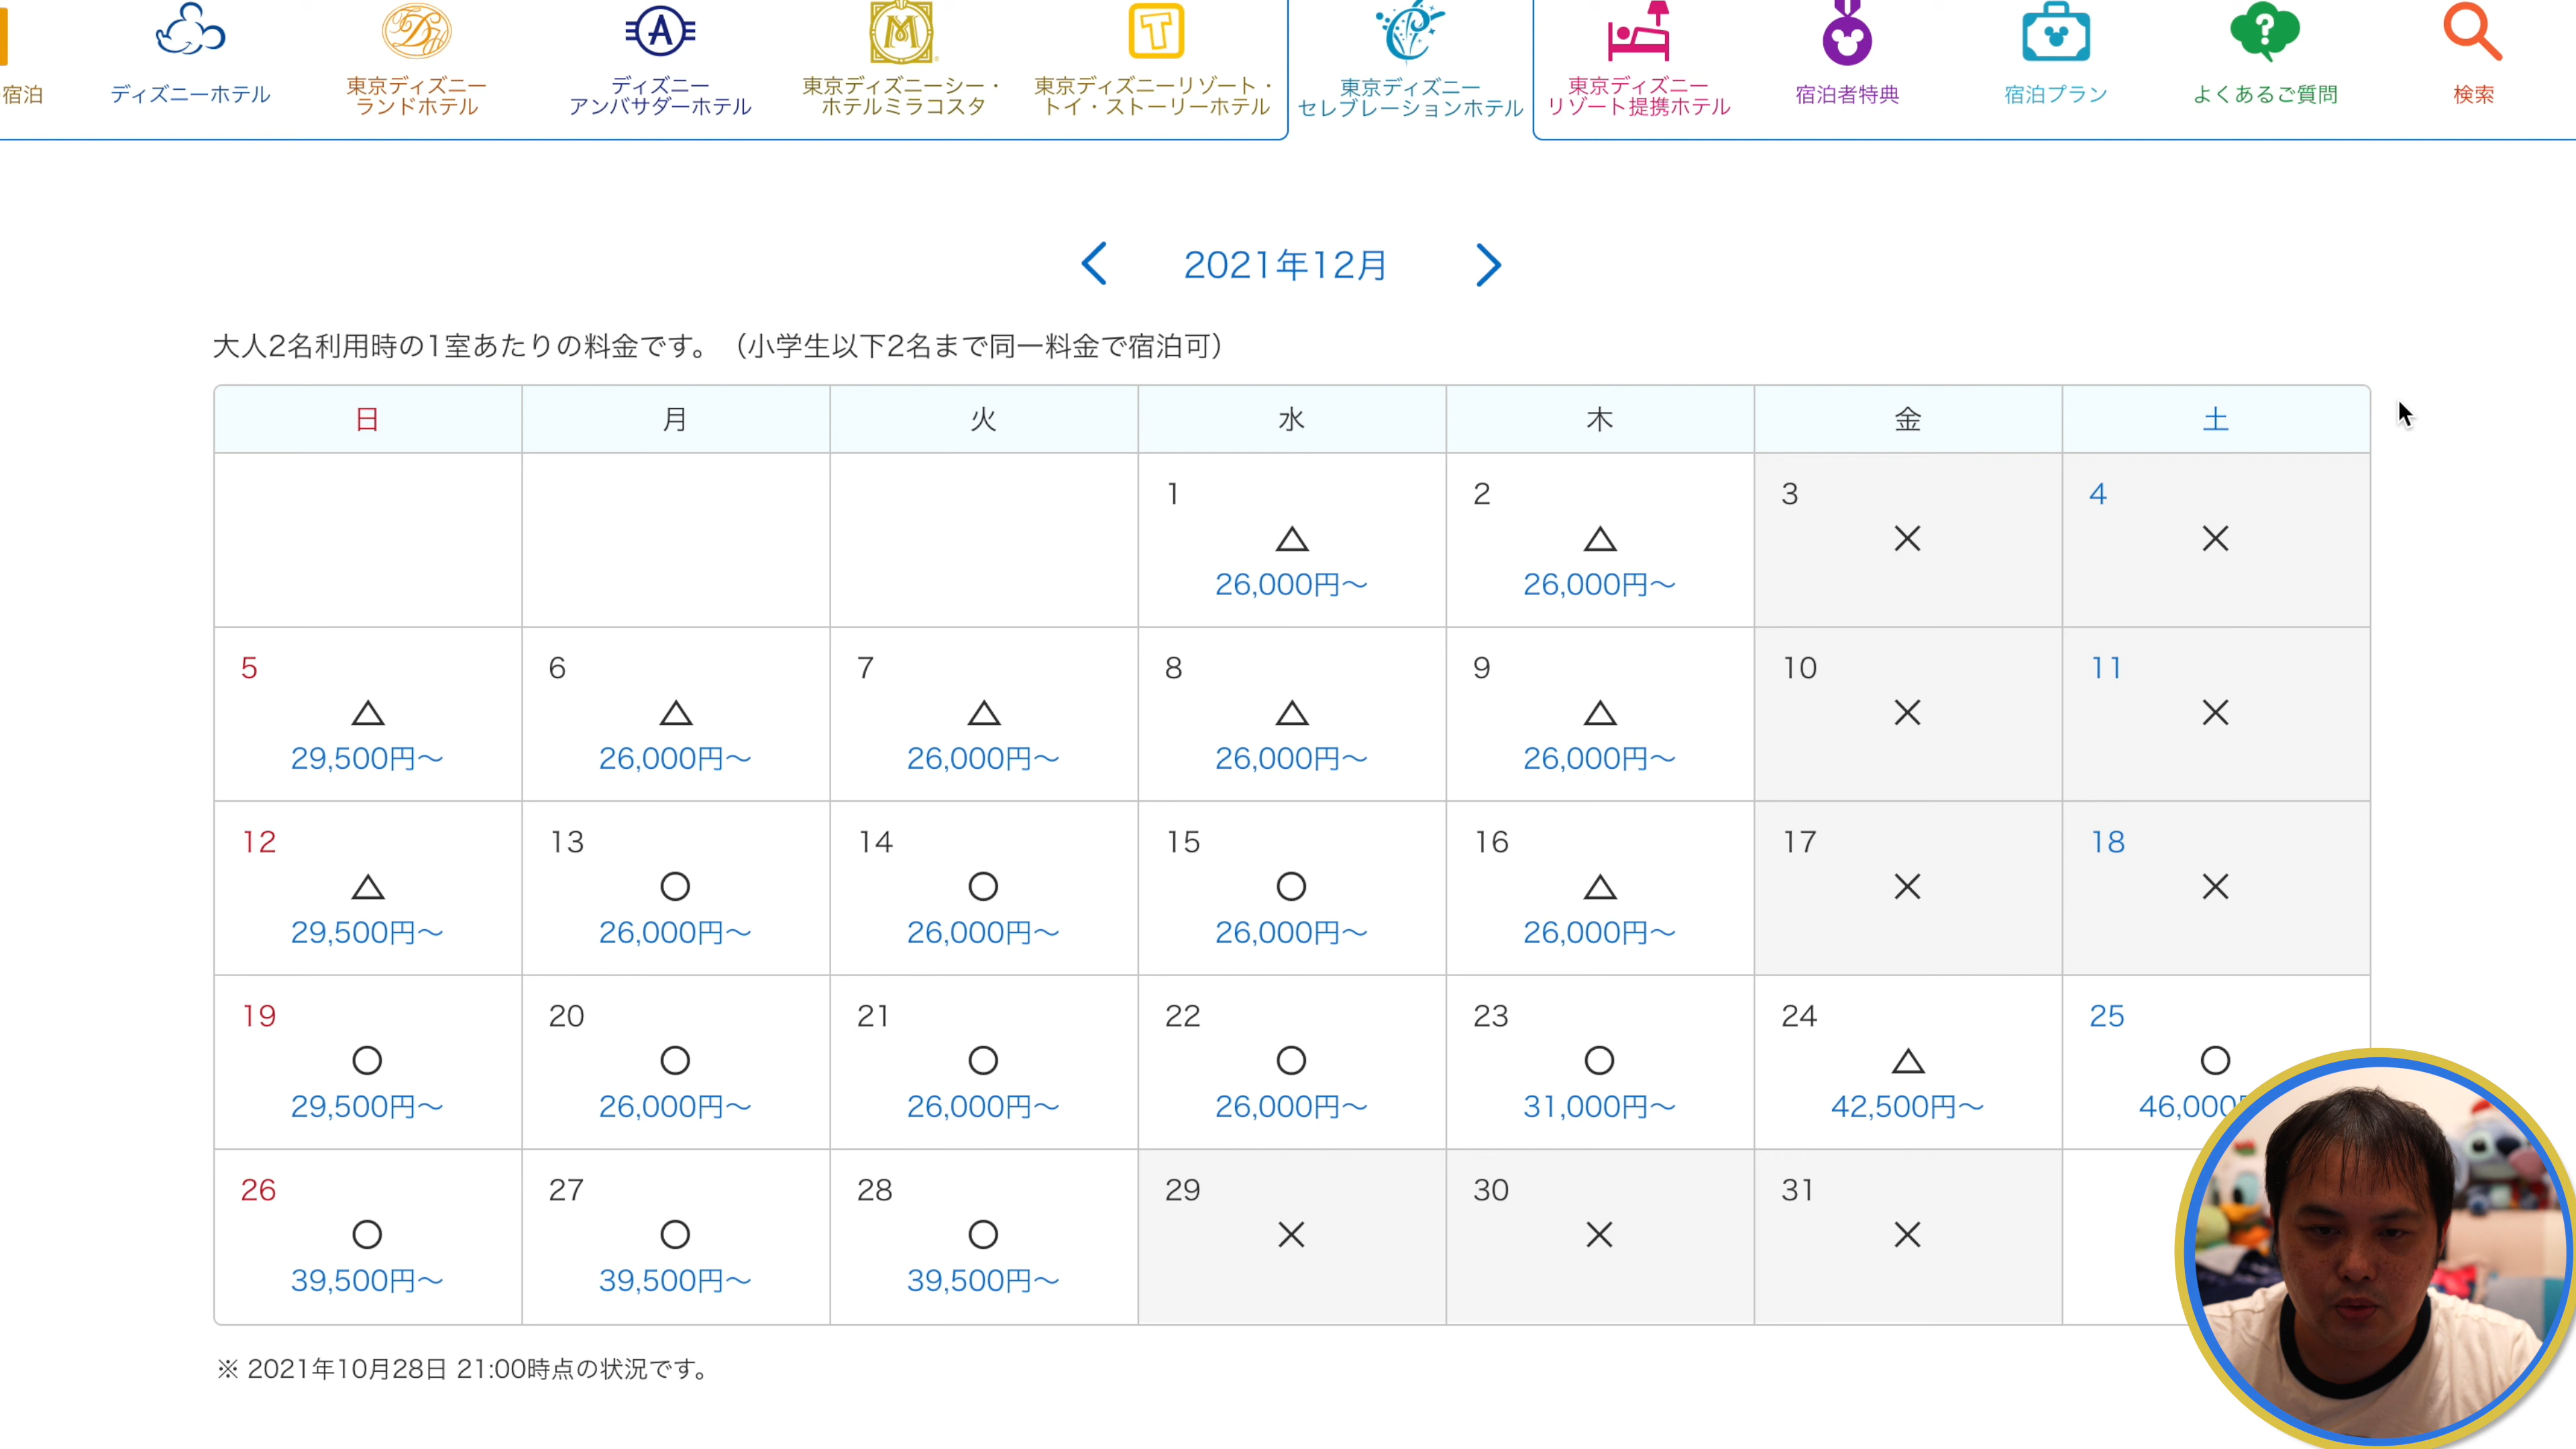 宿泊
ディズニーホテル
東京ディズニー
ランドホテル
ディズニー
アンバサダーホテル
東京ディズニーシー・
ホテルミラコスタ
東京ディズニーリゾート・
トイ・ストーリーホテル
東京ディズニー
セレブレーションホテル
東京ディズニー
リゾート提携ホテル
宿泊者特典
宿泊プラン
よくあるご質問
検索
2021年12月
大人2名利用時の1室あたりの料金です。（小学生以下2名まで同一料金で宿泊可）
日 月 火 水 木 金 土
1 2 3 4
△ △ × ×
26,000円～ 26,000円～
5 6 7 8 9 10 11
△ △ △ △ △ × ×
29,500円～ 26,000円～ 26,000円～ 26,000円～ 26,000円～
12 13 14 15 16 17 18
△ ○ ○ ○ △ × ×
29,500円～ 26,000円～ 26,000円～ 26,000円～ 26,000円～
19 20 21 22 23 24 25
○ ○ ○ ○ ○ △ ○
29,500円～ 26,000円～ 26,000円～ 26,000円～ 31,000円～ 42,500円～ 46,000
26 27 28 29 30 31
○ ○ ○ × × ×
39,500円～ 39,500円～ 39,500円～
※ 2021年10月28日 21:00時点の状況です。